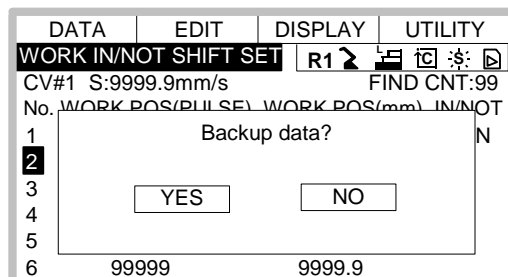 DATA EDIT DISPLAY UTILITY
WORK IN/NOT SHIFT SET R1 C S
CV#1 S:9999.9mm/s FIND CNT:99
No. WORK POS(PULSE) WORK POS(mm) IN/NOT
1 N
Backup data?
2
3
YES NO
4
5
6 99999 9999.9